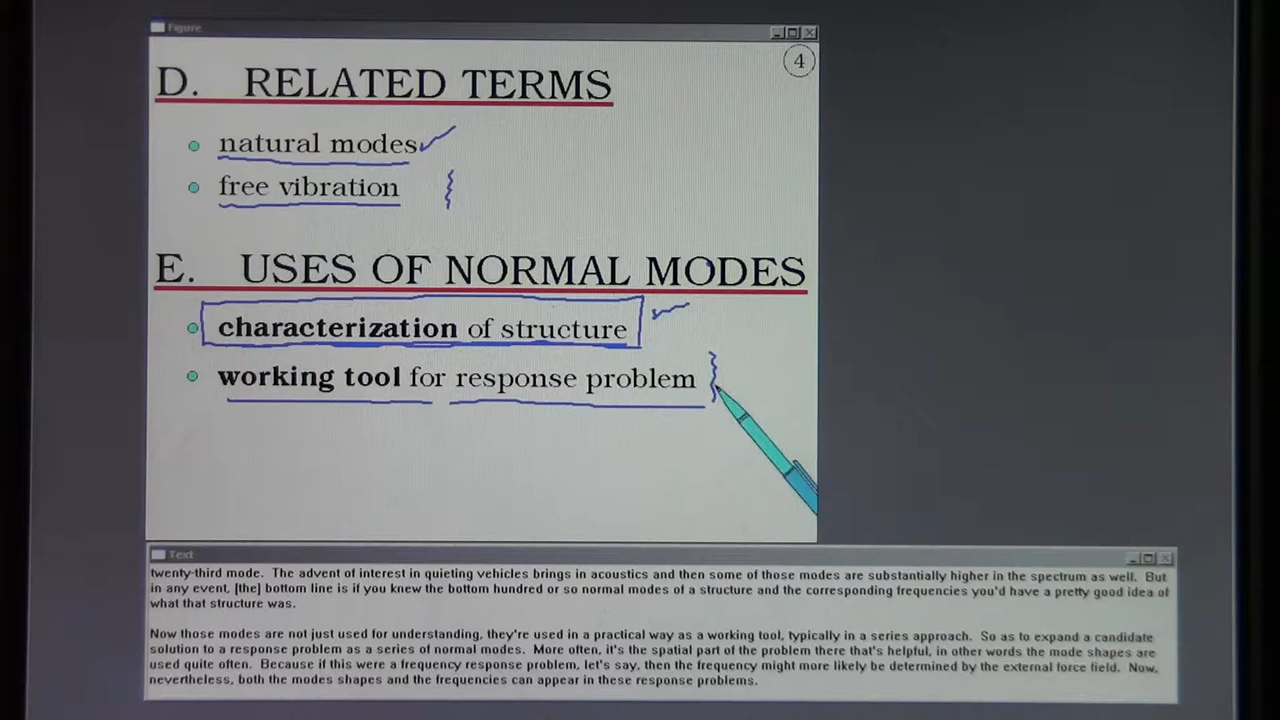 Figure
4
D. RELATED TERMS
natural modes
free vibration
E. USES OF NORMAL MODES
characterization of structure
working tool for response problem
Text
twenty-third mode. The advent of interest in quieting vehicles brings in acoustics and then some of those modes are substantially higher in the spectrum as well. But
in any event, [the] bottom line is if you knew the bottom hundred or so normal modes of a structure and the corresponding frequencies you'd have a pretty good idea of
what that structure was.
Now those modes are not just used for understanding, they're used in a practical way as a working tool, typically in a series approach. So as to expand a candidate
solution to a response problem as a series of normal modes. More often, it's the spatial part of the problem there that's helpful, in other words the mode shapes are
used quite often. Because if this were a frequency response problem, let's say, then the frequency might more likely be determined by the external force field. Now,
nevertheless, both the modes shapes and the frequencies can appear in these response problems.